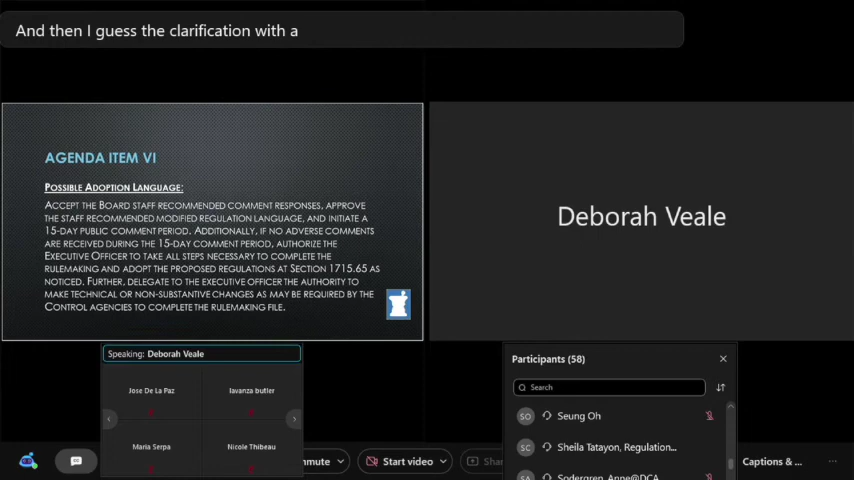 And then I guess the clarification with a
AGENDA ITEM VI
POSSIBLE ADOPTION LANGUAGE:
ACCEPT THE BOARD STAFF RECOMMENDED COMMENT RESPONSES, APPROVE
THE STAFF RECOMMENDED MODIFIED REGULATION LANGUAGE, AND INITIATE A
15-DAY PUBLIC COMMENT PERIOD. ADDITIONALLY, IF NO ADVERSE COMMENTS
ARE RECEIVED DURING THE 15-DAY COMMENT PERIOD, AUTHORIZE THE
EXECUTIVE OFFICER TO TAKE ALL STEPS NECESSARY TO COMPLETE THE
RULEMAKING AND ADOPT THE PROPOSED REGULATIONS AT SECTION 1715.65 AS
NOTICED. FURTHER, DELEGATE TO THE EXECUTIVE OFFICER THE AUTHORITY TO
MAKE TECHNICAL OR NON-SUBSTANTIVE CHANGES AS MAY BE REQUIRED BY THE
CONTROL AGENCIES TO COMPLETE THE RULEMAKING FILE.
Deborah Veale
Speaking: Deborah Veale
Jose De La Paz
lavanza butler
Maria Serpa
Nicole Thibeau
Participants (58)
Search
SO Seung Oh
SC Sheila Tatayon, Regulation...
SA Sodergren, Anne@DCA
mute
Start video
Shar
Captions & ...